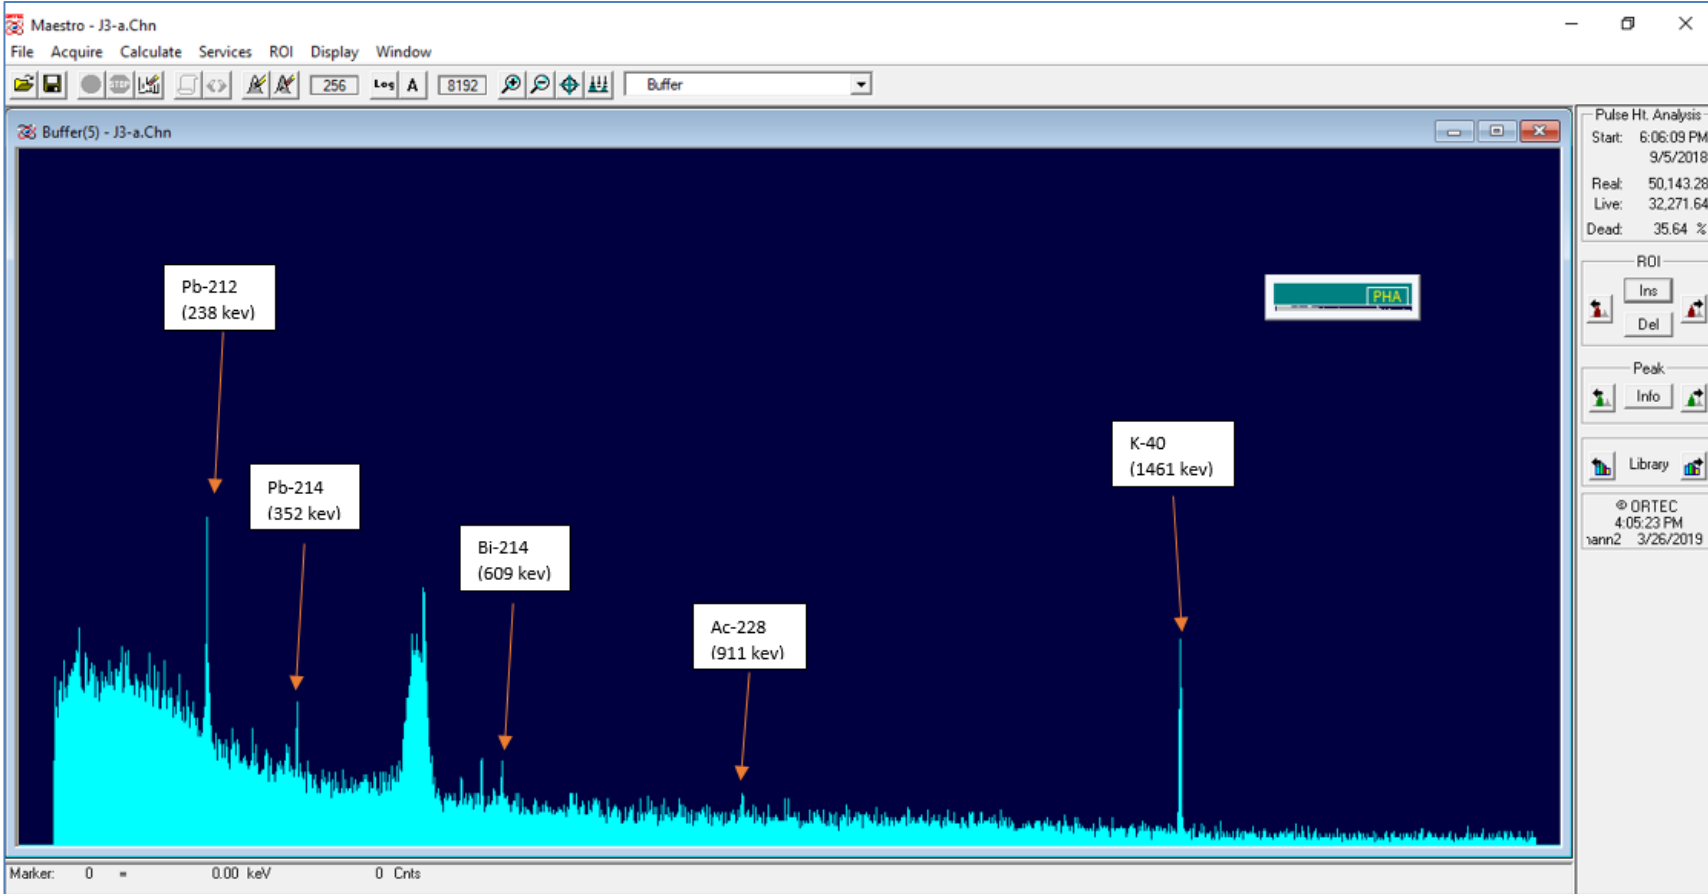 Maestro - J3-a.Chn
File Acquire Calculate Services ROI Display Window
STOP 256 Log A 8192 Buffer
Buffer(5) - J3-a.Chn
Pulse Ht. Analysis
Start: 6:06:09 PM
9/5/2018
Real: 50,143.28
Live: 32,271.64
Dead: 35.64 %
ROI
Ins
Del
Peak
Info
Library
© ORTEC
4:05:23 PM
3/26/2019
Pb-212
(238 kev)
PHA
K-40
(1461 kev)
Pb-214
(352 kev)
Bi-214
(609 kev)
Ac-228
(911 kev)
Marker: 0 = 0.00 keV 0 Cnts